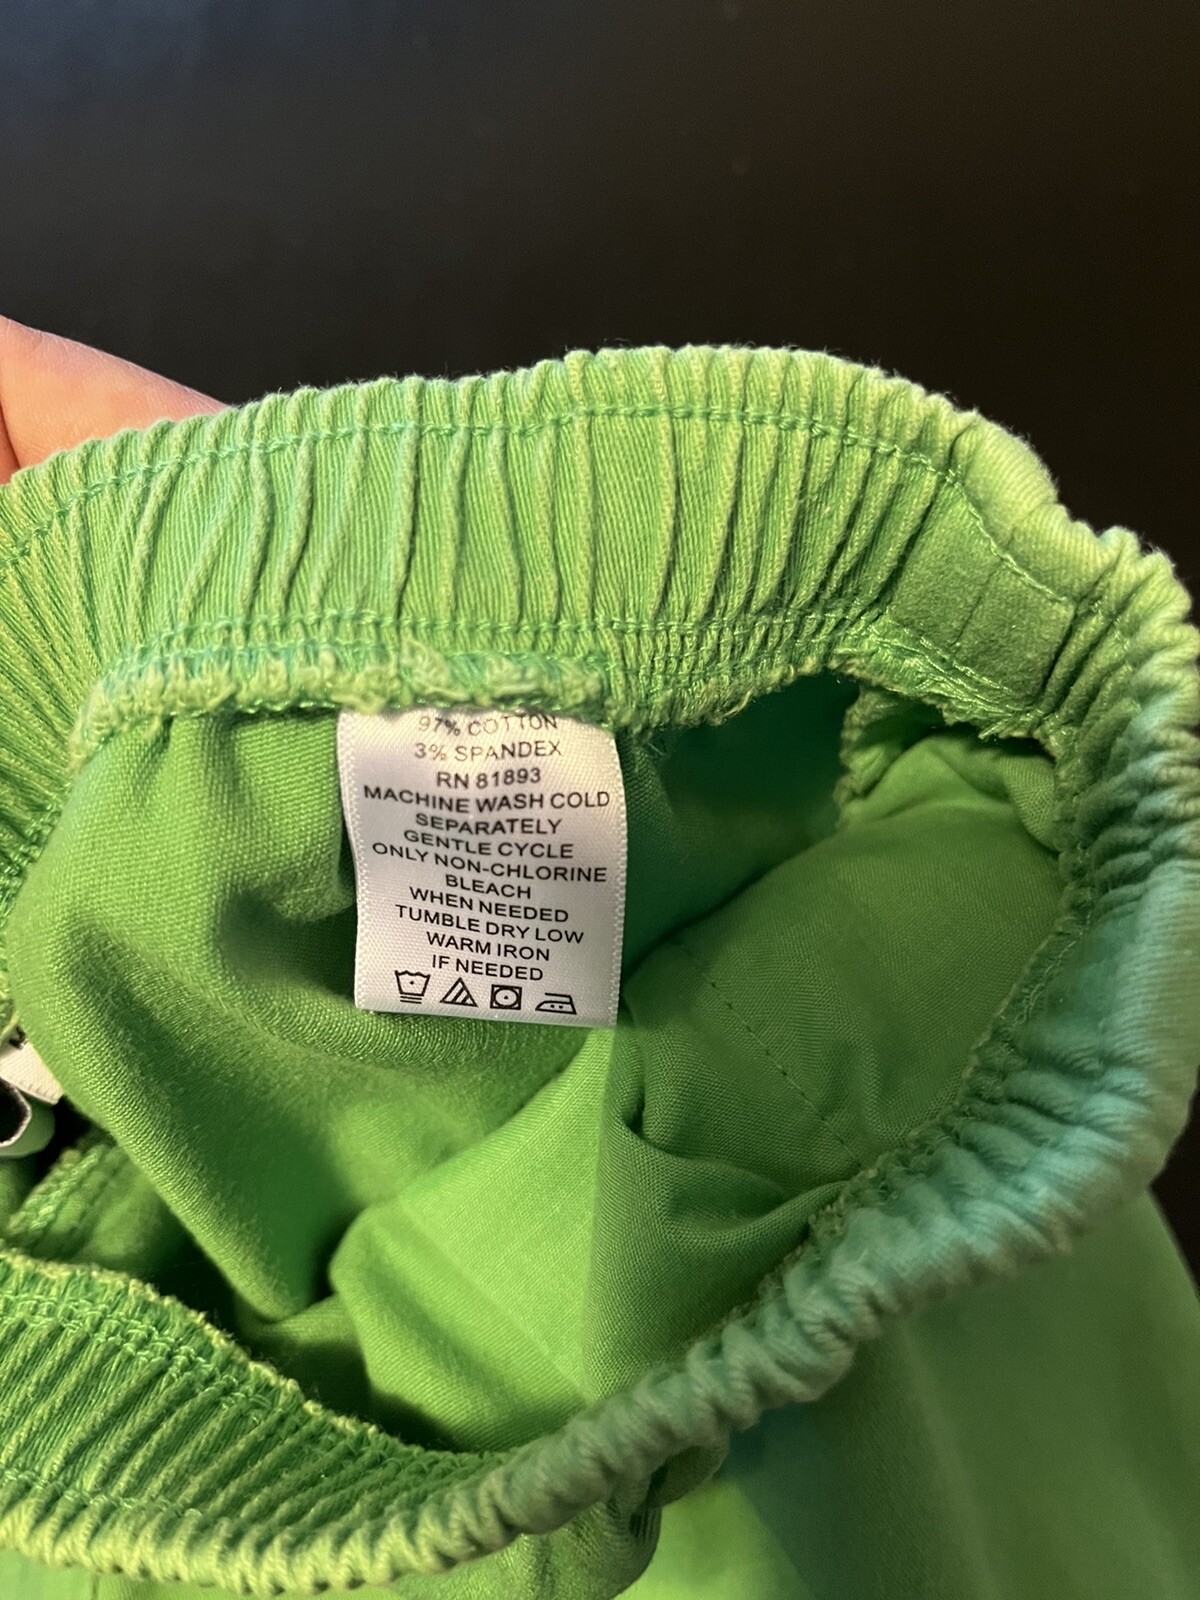 97% COTTON
3% SPANDEX
RN 81893
MACHINE WASH COLD
SEPARATELY
GENTLE CYCLE
ONLY NON-CHLORINE
BLEACH
WHEN NEEDED
TUMBLE DRY LOW
WARM IRON
IF NEEDED